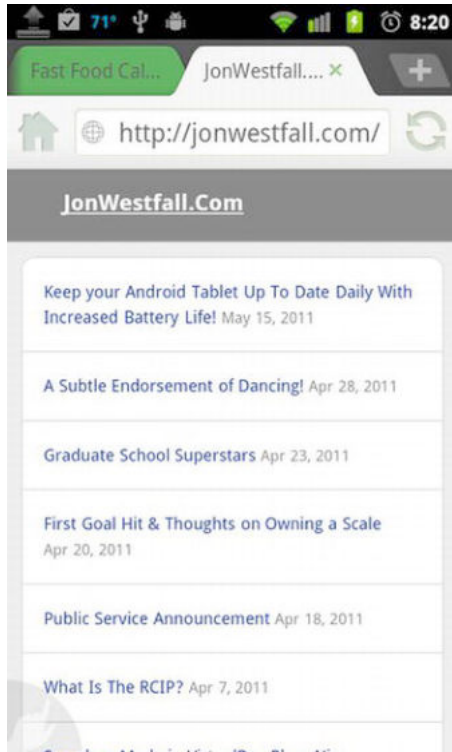 71° 8:20
Fast Food Cal... JonWestfall....
http://jonwestfall.com/
JonWestfall.Com
Keep your Android Tablet Up To Date Daily With
Increased Battery Life! May 15, 2011
A Subtle Endorsement of Dancing! Apr 28, 2011
Graduate School Superstars Apr 23, 2011
First Goal Hit & Thoughts on Owning a Scale
Apr 20, 2011
Public Service Announcement Apr 18, 2011
What Is The RCIP? Apr 7, 2011